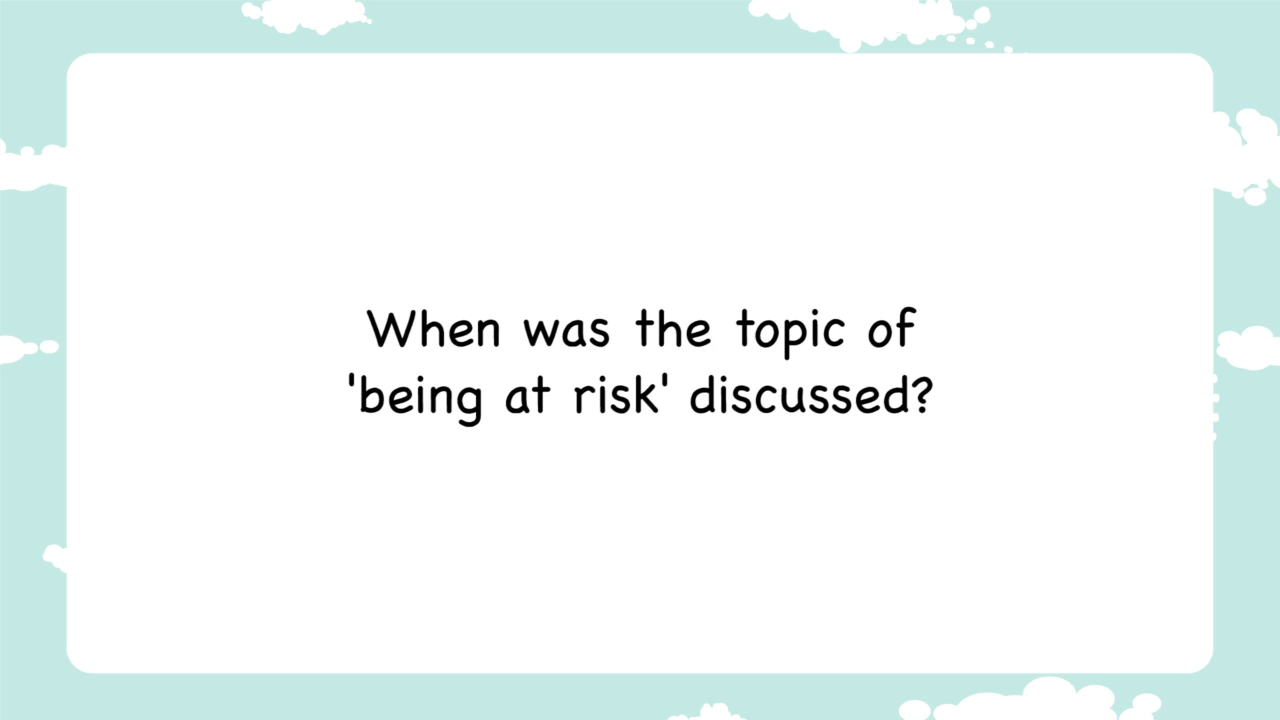 When was the topic of
'being at risk' discussed?